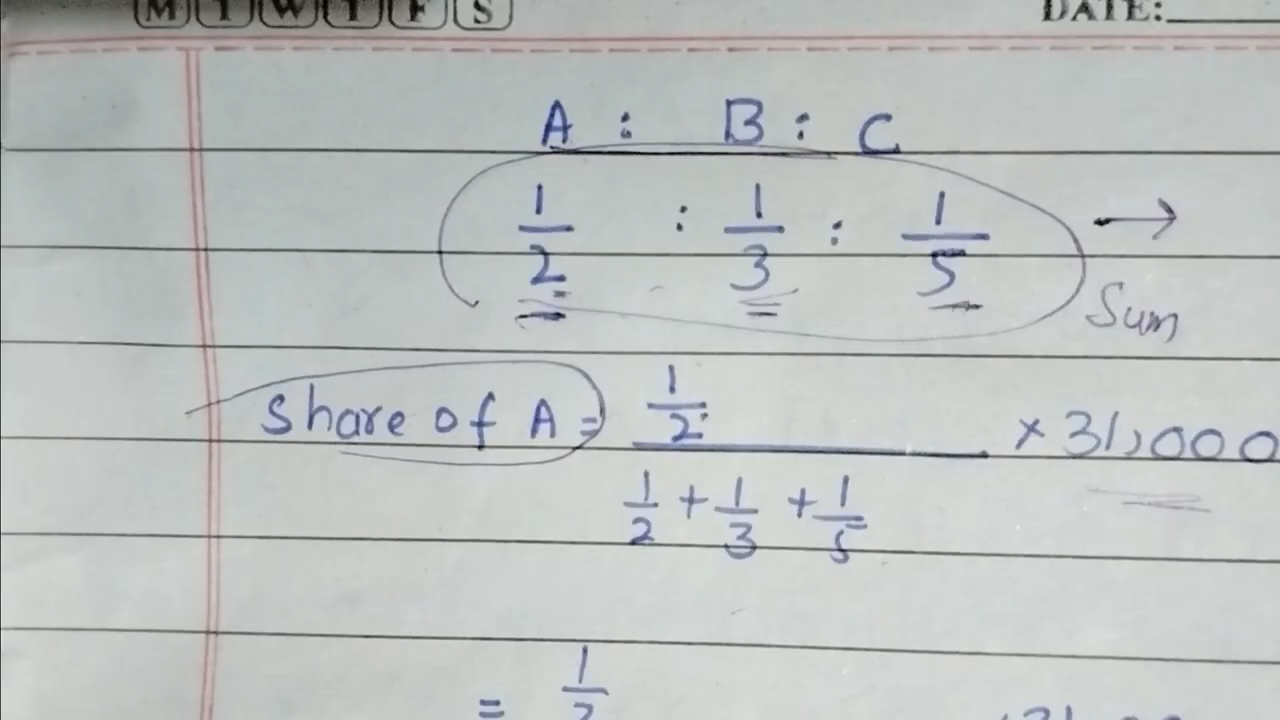 M T W T F S DATE:
A : B : C
1/2 : 1/3 : 1/5 →
Sum
Share of A = (1/2) / (1/2 + 1/3 + 1/5) × 31,000
= 1/2